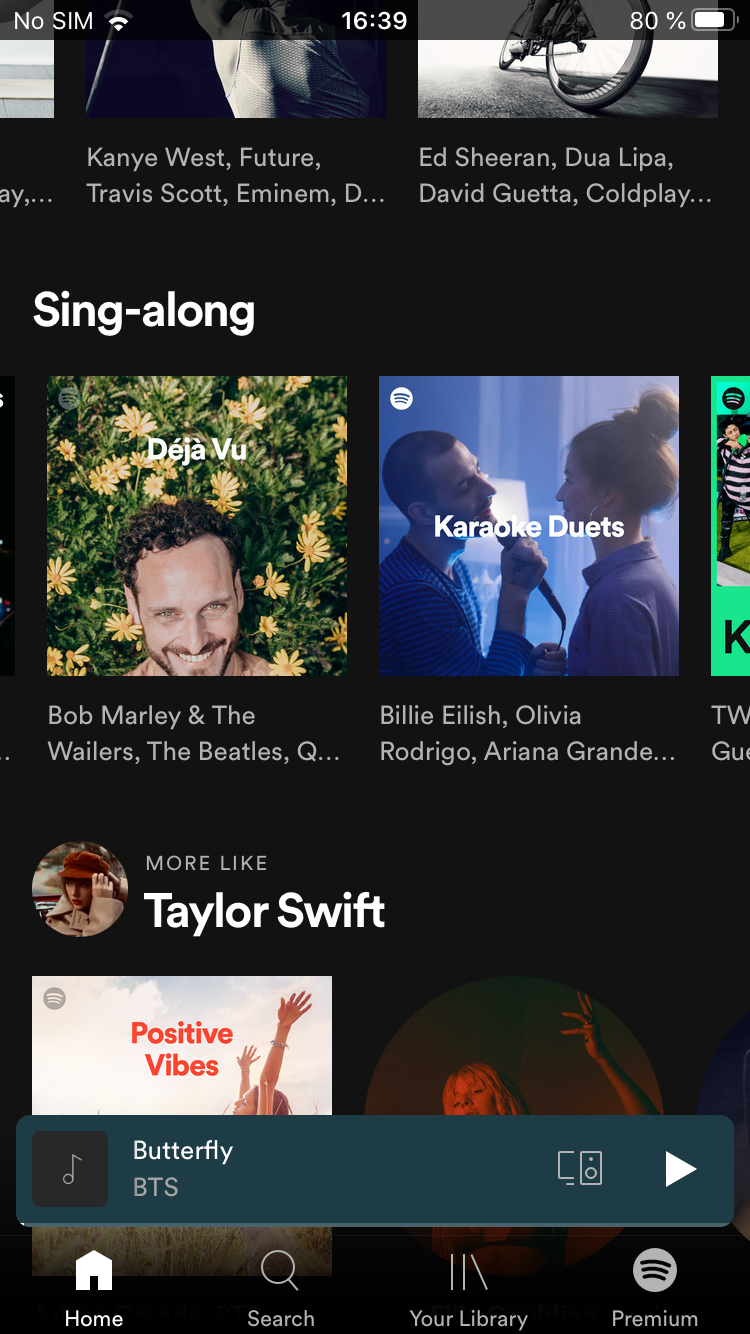 No SIM 16:39 80 %
Kanye West, Future,
Travis Scott, Eminem, D...
ay,...
Ed Sheeran, Dua Lipa,
David Guetta, Coldplay...
Sing-along
s
Déjà Vu
Karaoke Duets
K
Bob Marley & The
Wailers, The Beatles, Q...
Billie Eilish, Olivia
Rodrigo, Ariana Grande...
TW
Gue
MORE LIKE
Taylor Swift
Positive
Vibes
Butterfly
BTS
Home
Search
Your Library
Premium